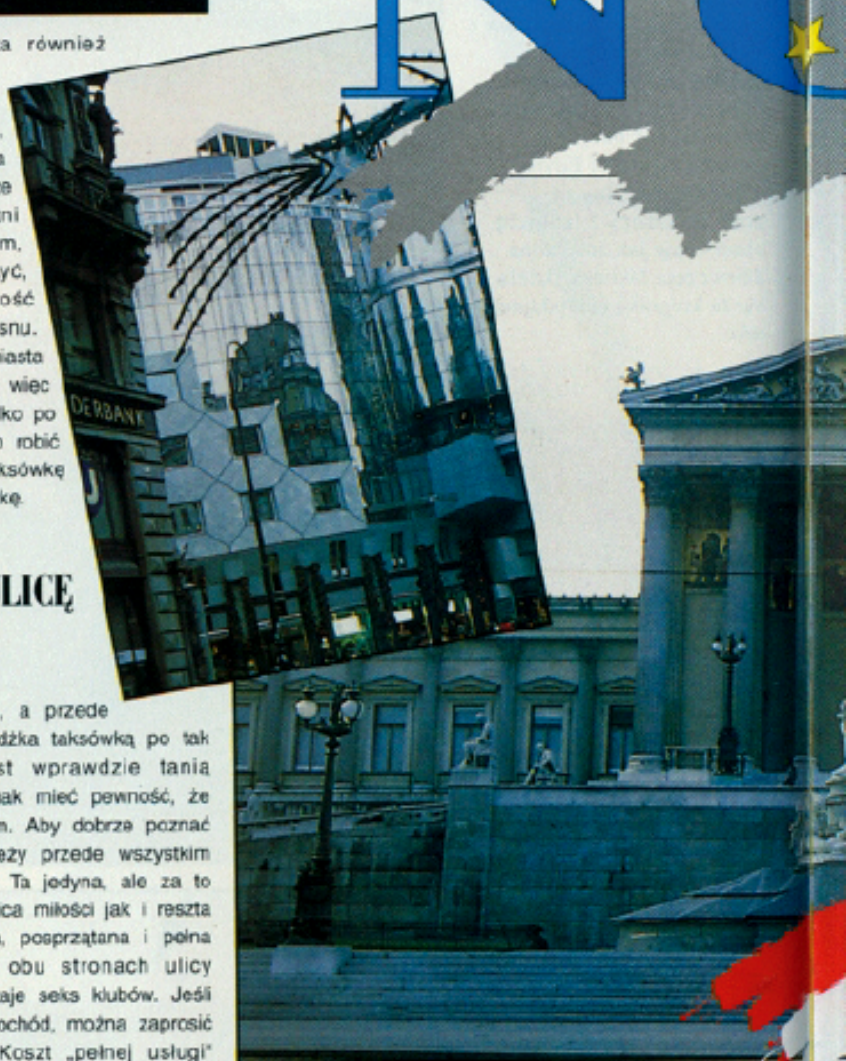 NU
a również
ni
m,
yć,
ość
snu.
iasta
więc
ko po
robić
ksówkę
kę.
LICĘ
, a przede
dżka taksówką po tak
st wprawdzie tanią
ak mieć pewność, że
n. Aby dobrze poznać
eży przede wszystkim
Ta jedyna, ale za to
ica miłości jak i reszta
, posprzątana i pełna
obu stronach ulicy
aje seks klubów. Jeśli
ochód, można zaprosić
Koszt „pełnej usługi"
DERBANK